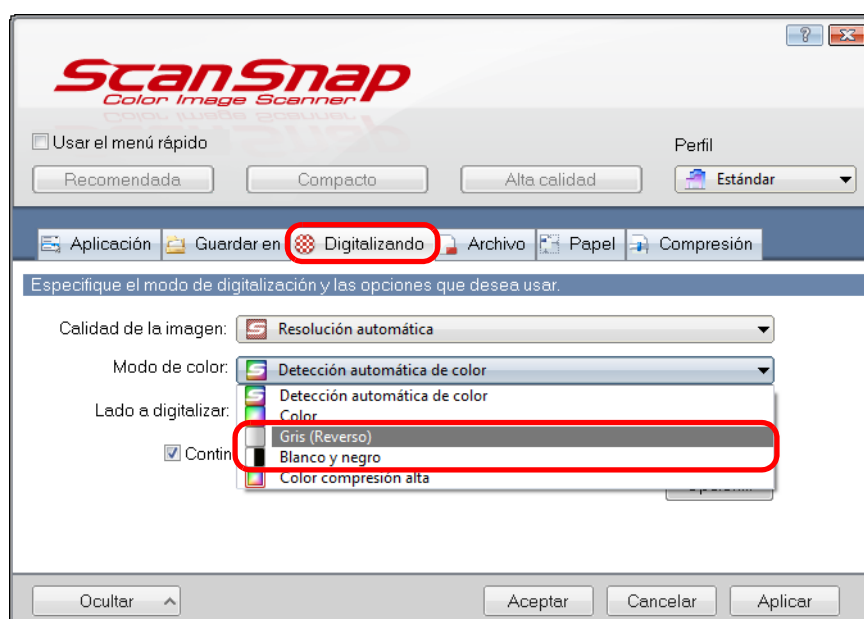 ScanSnap
Color Image Scanner
Usar el menú rápido
Perfil
Recomendada Compacto Alta calidad Estándar
Aplicación Guardar en Digitalizando Archivo Papel Compresión
Especifique el modo de digitalización y las opciones que desea usar.
Calidad de la imagen: Resolución automática
Modo de color: Detección automática de color
Detección automática de color
Lado a digitalizar:
Color
Gris (Reverso)
Contin
Blanco y negro
Color compresión alta
Ocultar Aceptar Cancelar Aplicar